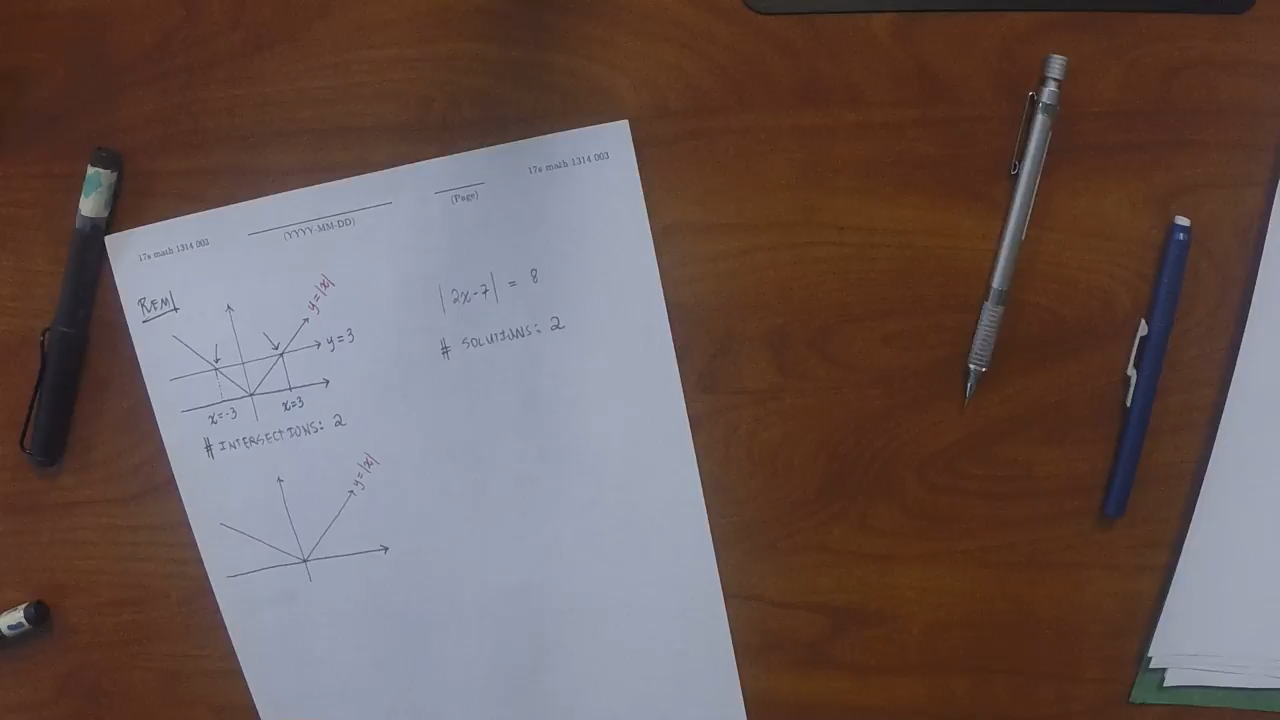 17s math 1314 003
(YYYY-MM-DD)
(Page)
17s math 1314 003
REM
y=|x|
y=3
x=-3
x=3
# INTERSECTIONS: 2
y=|x|
|2x-7| = 8
# SOLUTIONS: 2